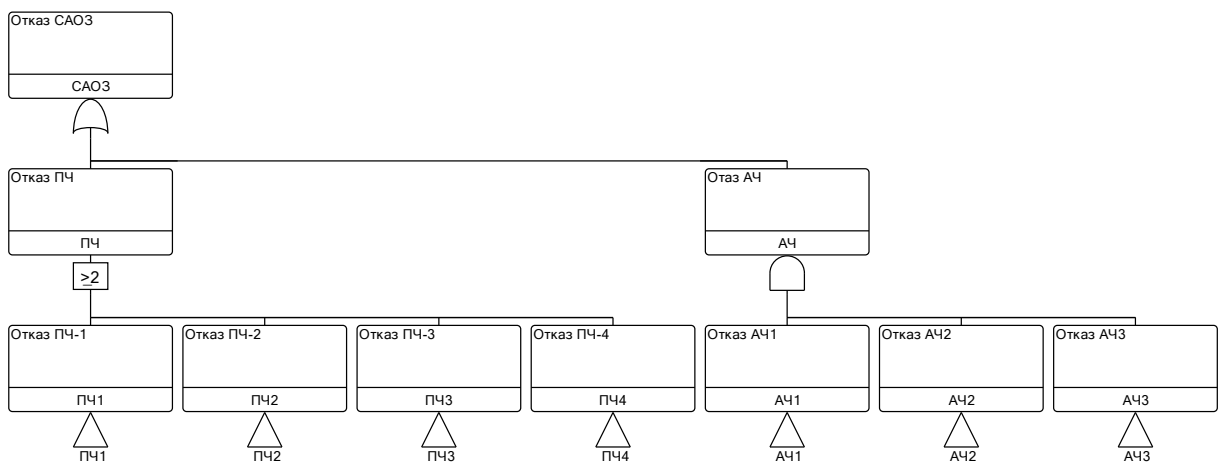 Отказ САОЗ
САОЗ
Отказ ПЧ
Отаз АЧ
ПЧ
АЧ
≥2
Отказ ПЧ-1
Отказ ПЧ-2
Отказ ПЧ-3
Отказ ПЧ-4
Отказ АЧ1
Отказ АЧ2
Отказ АЧ3
ПЧ1
ПЧ2
ПЧ3
ПЧ4
АЧ1
АЧ2
АЧ3
ПЧ1
ПЧ2
ПЧ3
ПЧ4
АЧ1
АЧ2
АЧ3